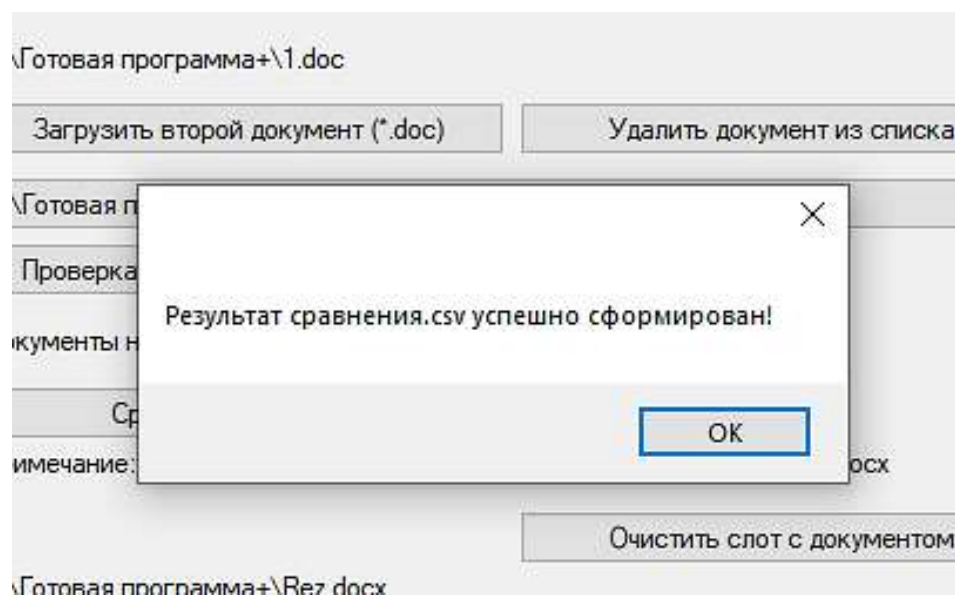 \Готовая программа+\1.doc
Загрузить второй документ (*.doc)
Удалить документ из списка
\Готовая п
Проверка
Результат сравнения.csv успешно сформирован!
кументы н
Ср
OK
имечание:
ocx
Очистить слот с документом
\Готовая программа+\Rez.docx